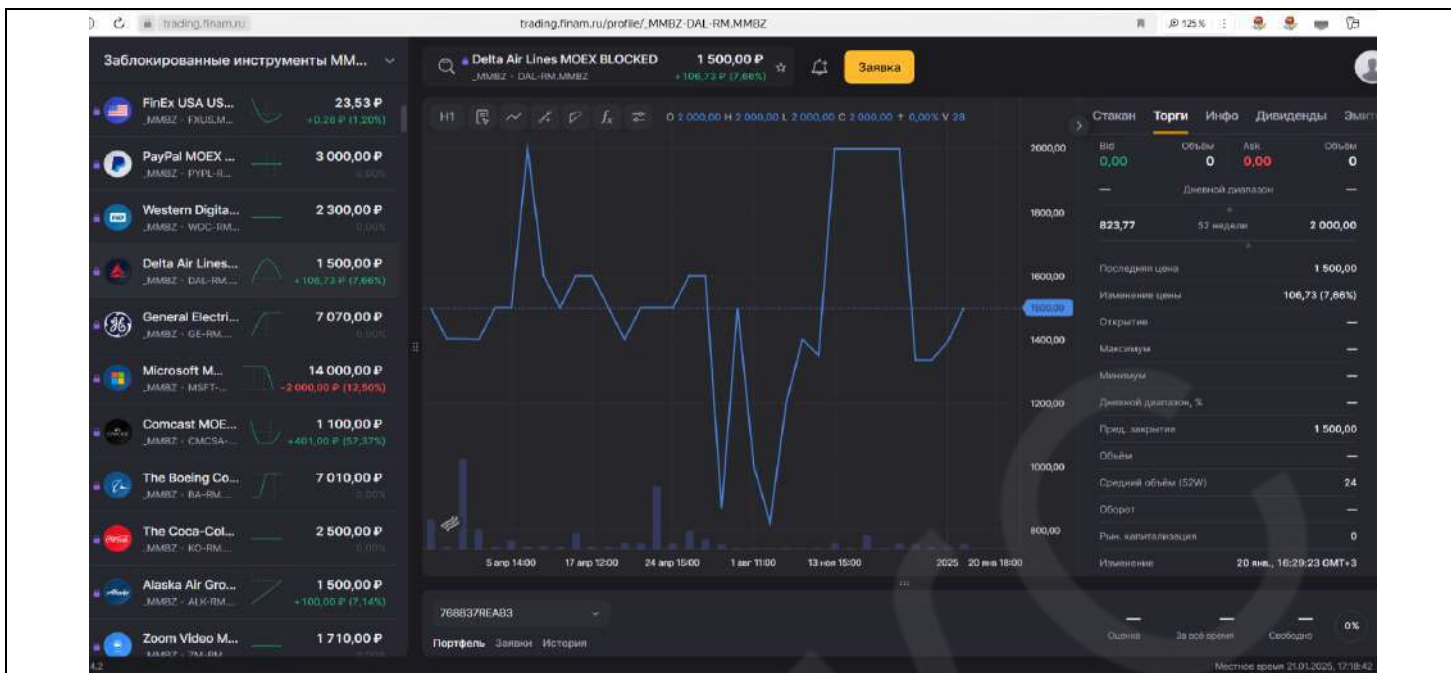 trading.finam.ru
trading.finam.ru/profile/_MMBZ-DAL-RM.MMBZ
125 %
Заблокированные инструменты ММ...
FinEx USA US... 23,53 ₽
_MMBZ · FXUS.M... +0,28 ₽ (1,20%)
PayPal MOEX ... 3 000,00 ₽
_MMBZ · PYPL-R... 0,00%
Western Digita... 2 300,00 ₽
_MMBZ · WDC-RM... 0,00%
Delta Air Lines... 1 500,00 ₽
_MMBZ · DAL-RM.... +106,73 ₽ (7,66%)
General Electri... 7 070,00 ₽
_MMBZ · GE-RM.... 0,00%
Microsoft M... 14 000,00 ₽
_MMBZ · MSFT-... −2 000,00 ₽ (12,50%)
Comcast MOE... 1 100,00 ₽
_MMBZ · CMCSA-... +401,00 ₽ (57,37%)
The Boeing Co... 7 010,00 ₽
_MMBZ · BA-RM.... 0,00%
The Coca-Col... 2 500,00 ₽
_MMBZ · KO-RM.... 0,00%
Alaska Air Gro... 1 500,00 ₽
_MMBZ · ALK-RM.... +100,00 ₽ (7,14%)
Zoom Video M... 1 710,00 ₽
Delta Air Lines MOEX BLOCKED 1 500,00 ₽
_MMBZ · DAL-RM.MMBZ +106,73 ₽ (7,66%)
Заявка
H1 fx O 2 000,00 H 2 000,00 L 2 000,00 C 2 000,00 + 0,00% V 28
2000,00
1800,00
1600,00
1500,00
1400,00
1200,00
1000,00
800,00
5 апр 14:00 17 апр 12:00 24 апр 15:00 1 авг 11:00 13 ноя 15:00 2025 20 янв 18:00
Стакан Торги Инфо Дивиденды Эмит
Bid Объём Ask Объём
0,00 0 0,00 0
— Дневной диапазон —
823,77 52 недели 2 000,00
Последняя цена 1 500,00
Изменение цены 106,73 (7,66%)
Открытие —
Максимум —
Минимум —
Дневной диапазон, % —
Пред. закрытие 1 500,00
Объём —
Средний объём (52W) 24
Оборот —
Рын. капитализация 0
Изменение 20 янв., 16:29:23 GMT+3
768837REAB3
Портфель Заявки История
— — — 0%
Оценка За всё время Свободно
4.2
Местное время 21.01.2025, 17:18:42